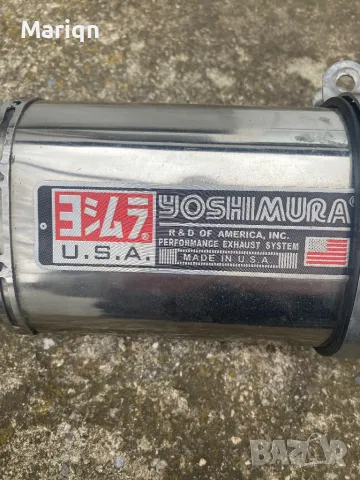 Mariqn
ヨシムラ®
U.S.A.
YOSHIMURA®
R & D OF AMERICA, INC.
PERFORMANCE EXHAUST SYSTEM
MADE IN U.S.A.
BAZAR